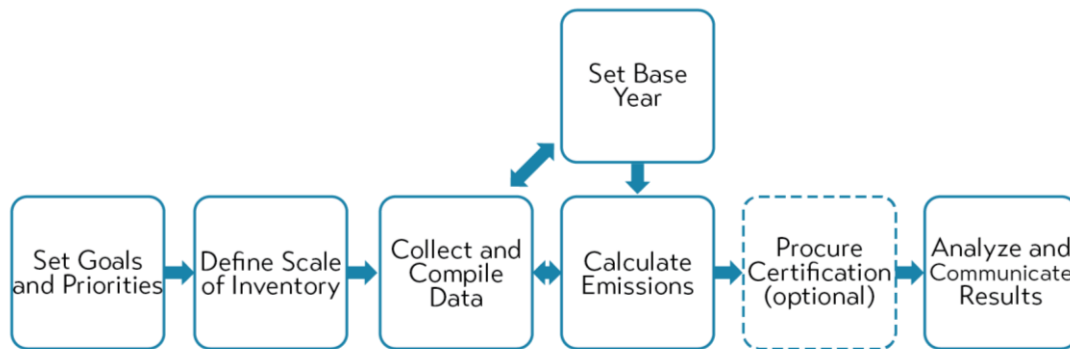 Set Base
Year
Set Goals
and Priorities
Define Scale
of Inventory
Collect and
Compile
Data
Calculate
Emissions
Procure
Certification
(optional)
Analyze and
Communicate
Results